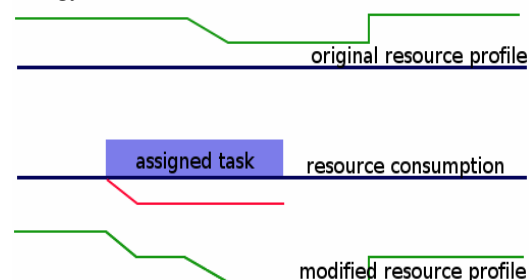 original resource profile
assigned task
resource consumption
modified resource profile